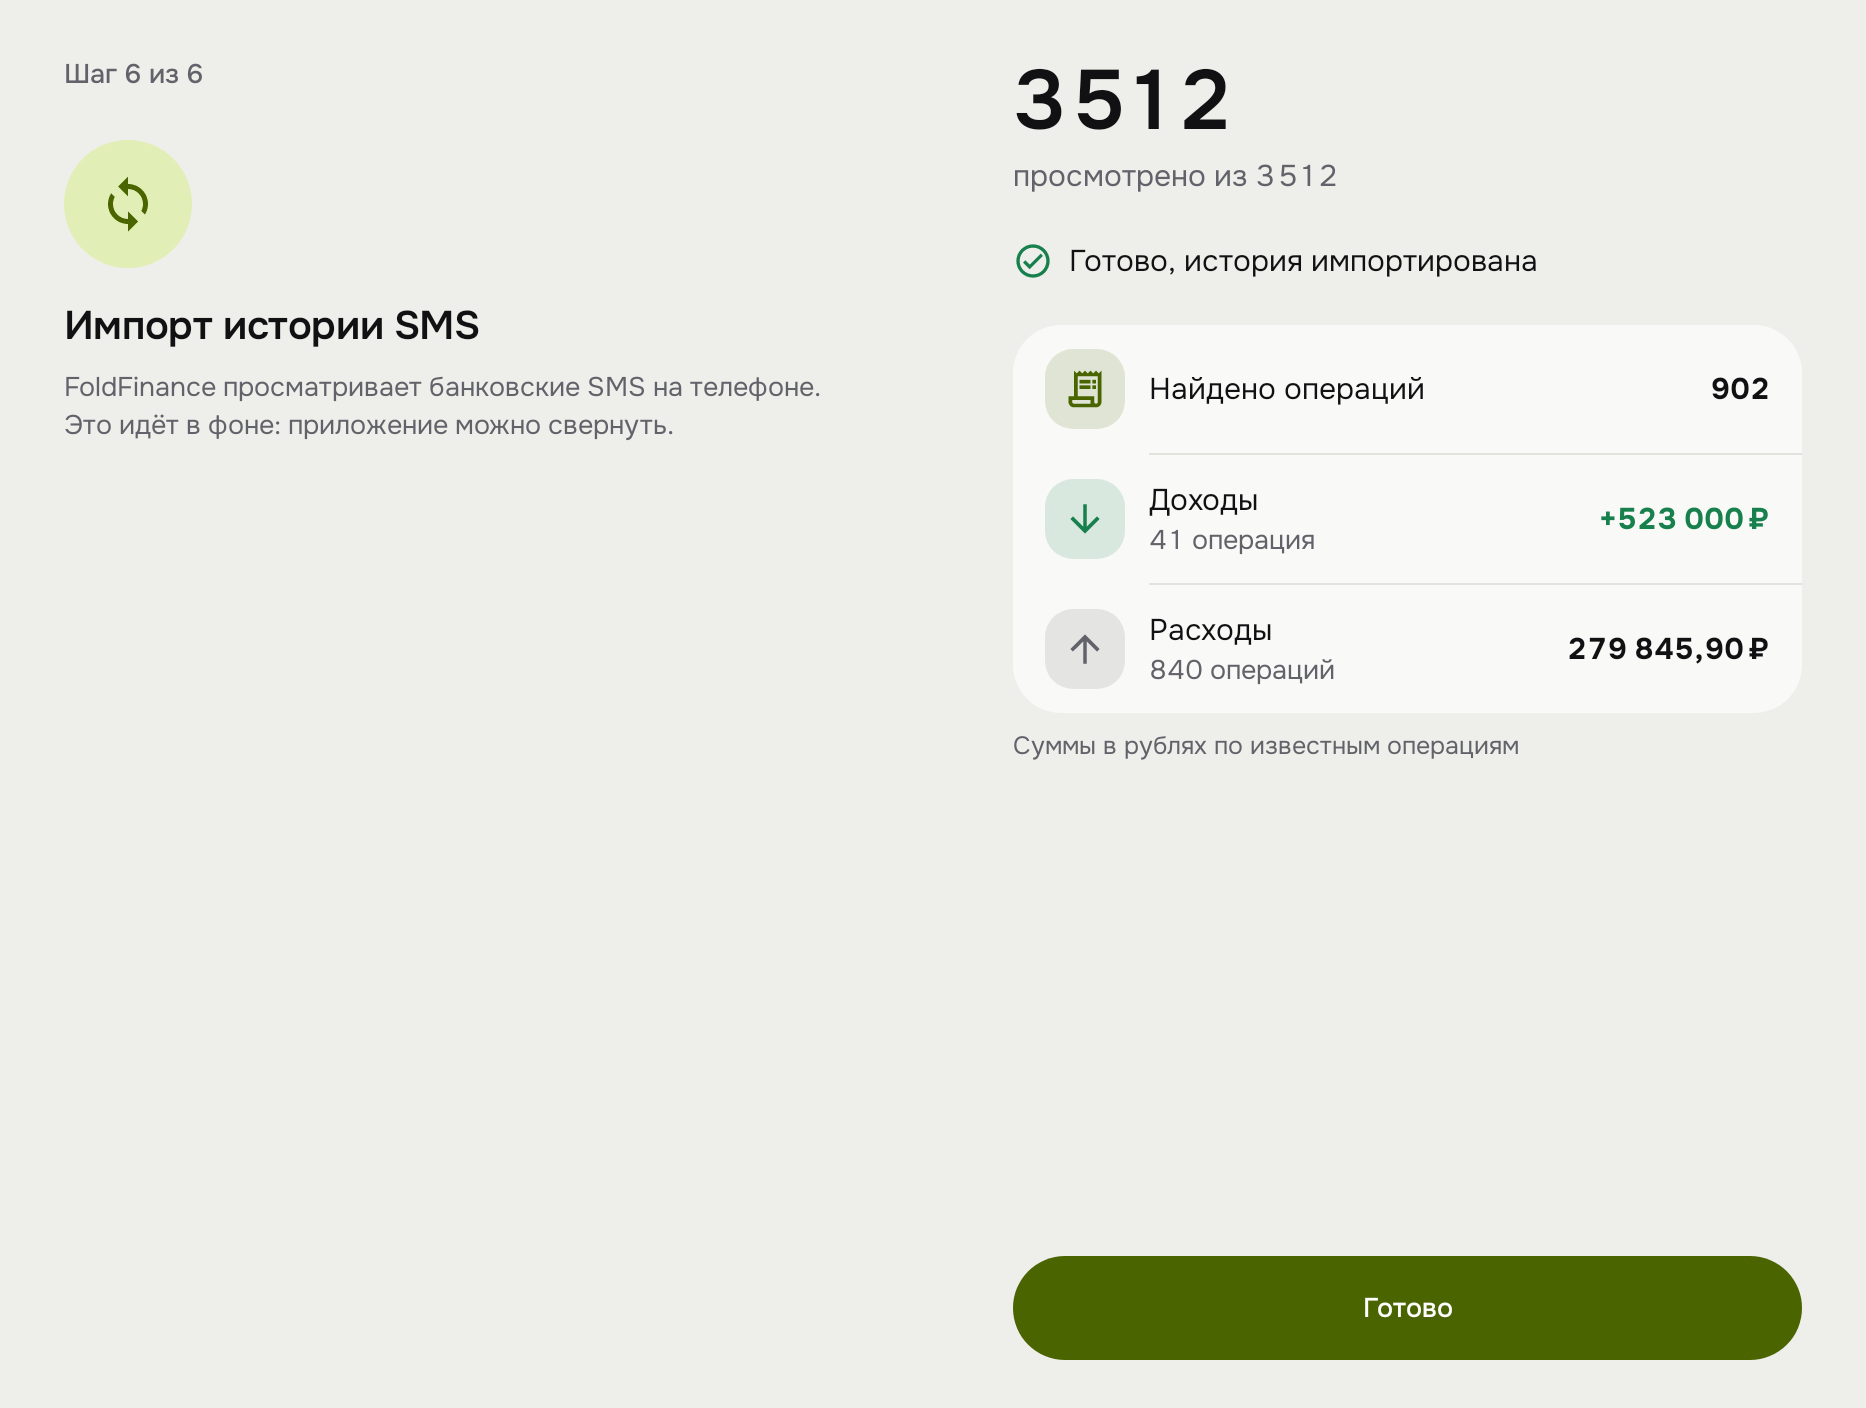 Шаг 6 из 6
Импорт истории SMS
FoldFinance просматривает банковские SMS на телефоне.
Это идёт в фоне: приложение можно свернуть.
3512
просмотрено из 3512
Готово, история импортирована
Найдено операций 902
Доходы
41 операция
+523 000 ₽
Расходы
840 операций
279 845,90 ₽
Суммы в рублях по известным операциям
Готово